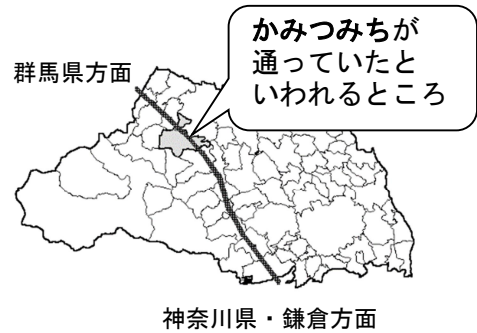 かみつみちが
通っていたと
いわれるところ
群馬県方面
神奈川県・鎌倉方面